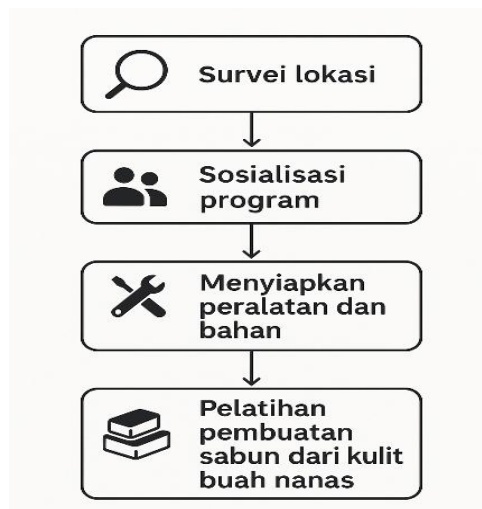 Survei lokasi
Sosialisasi
program
Menyiapkan
peralatan dan
bahan
Pelatihan
pembuatan
sabun dari kulit
buah nanas